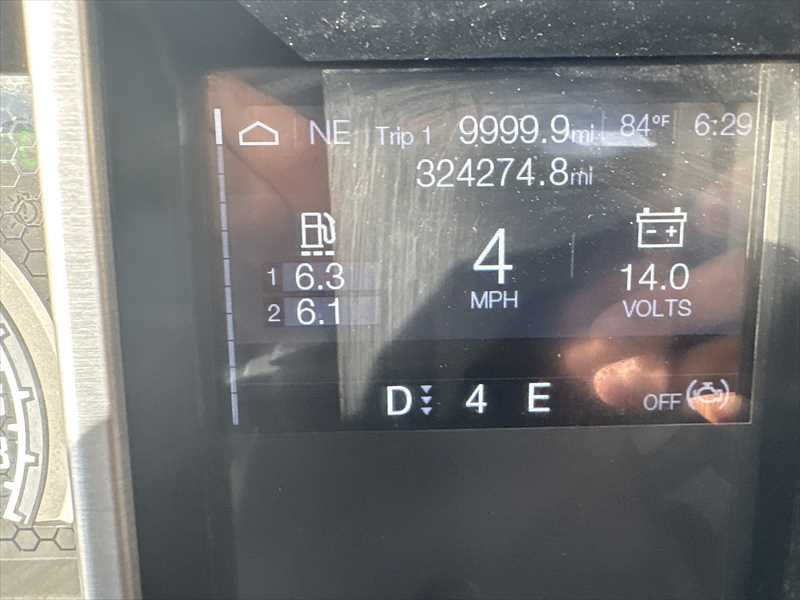 NE Trip 1 9999.9mi 84°F 6:29
324274.8mi
1 6.3
2 6.1
4
MPH
14.0
VOLTS
D 4 E OFF